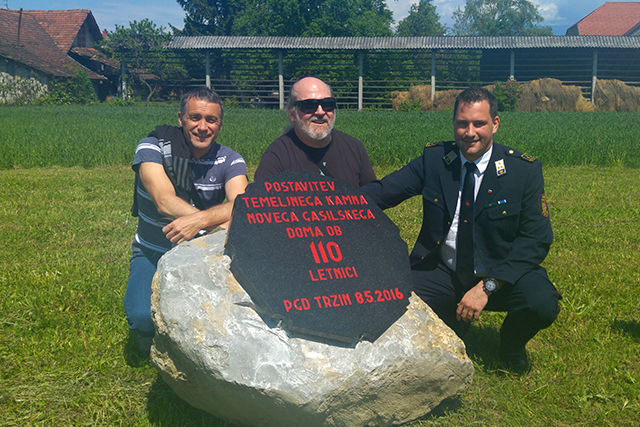 POSTAVITEV
TEMELJNEGA KAMNA
NOVEGA GASILSKEGA
DOMA OB
110
LETNICI
PGD TRZIN 8.5.2016